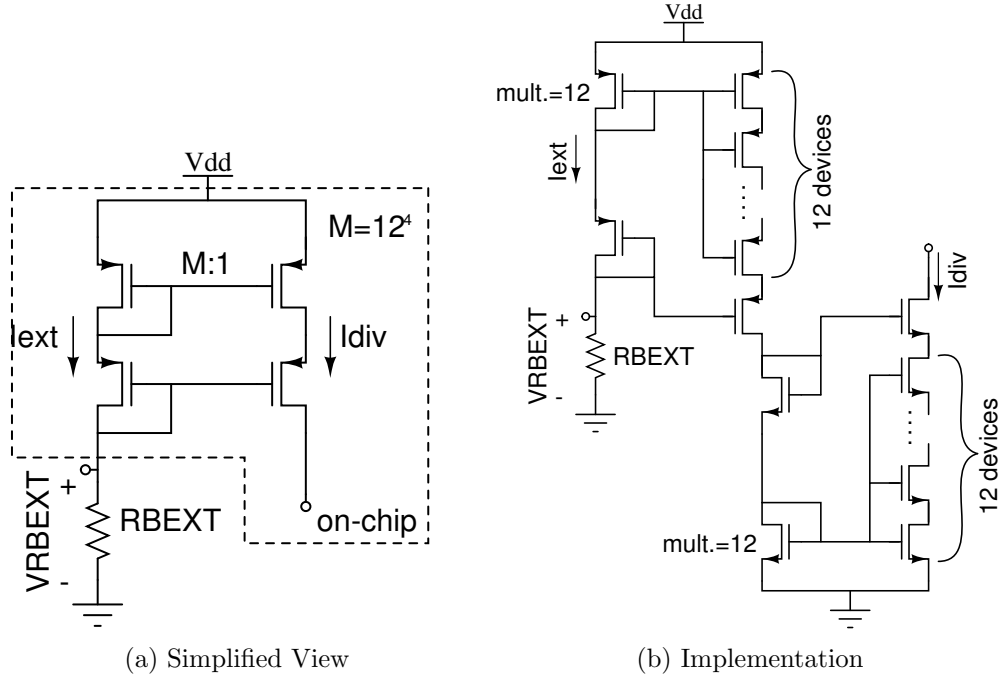 Vdd
M=12⁴
M:1
Iext
Idiv
VRBEXT
+
-
RBEXT
on-chip
(a) Simplified View
Vdd
mult.=12
Iext
12 devices
VRBEXT
+
-
RBEXT
Idiv
12 devices
mult.=12
(b) Implementation